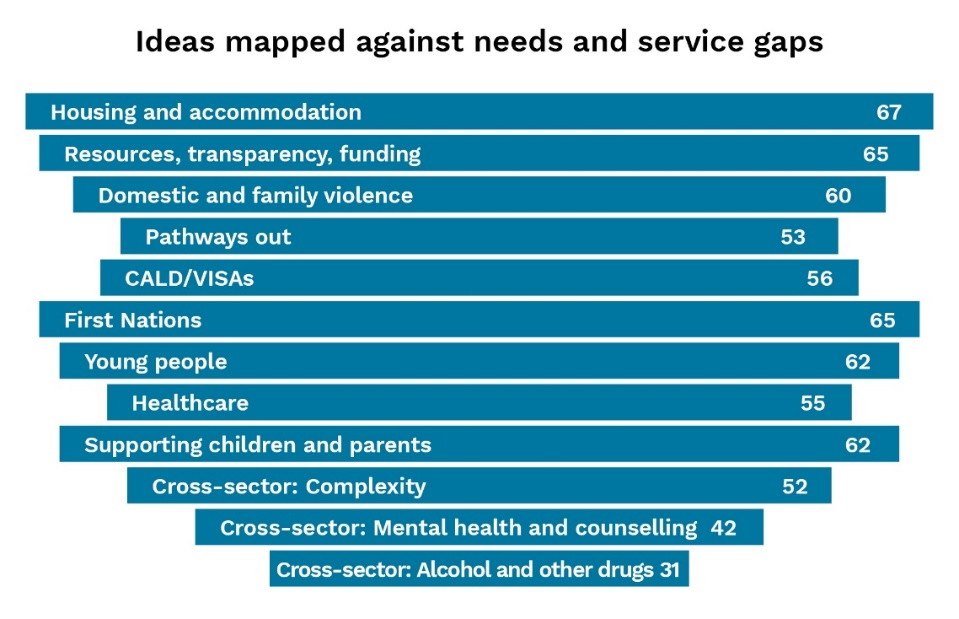 Ideas mapped against needs and service gaps
Housing and accommodation 67
Resources, transparency, funding 65
Domestic and family violence 60
Pathways out 53
CALD/VISAs 56
First Nations 65
Young people 62
Healthcare 55
Supporting children and parents 62
Cross-sector: Complexity 52
Cross-sector: Mental health and counselling 42
Cross-sector: Alcohol and other drugs 31